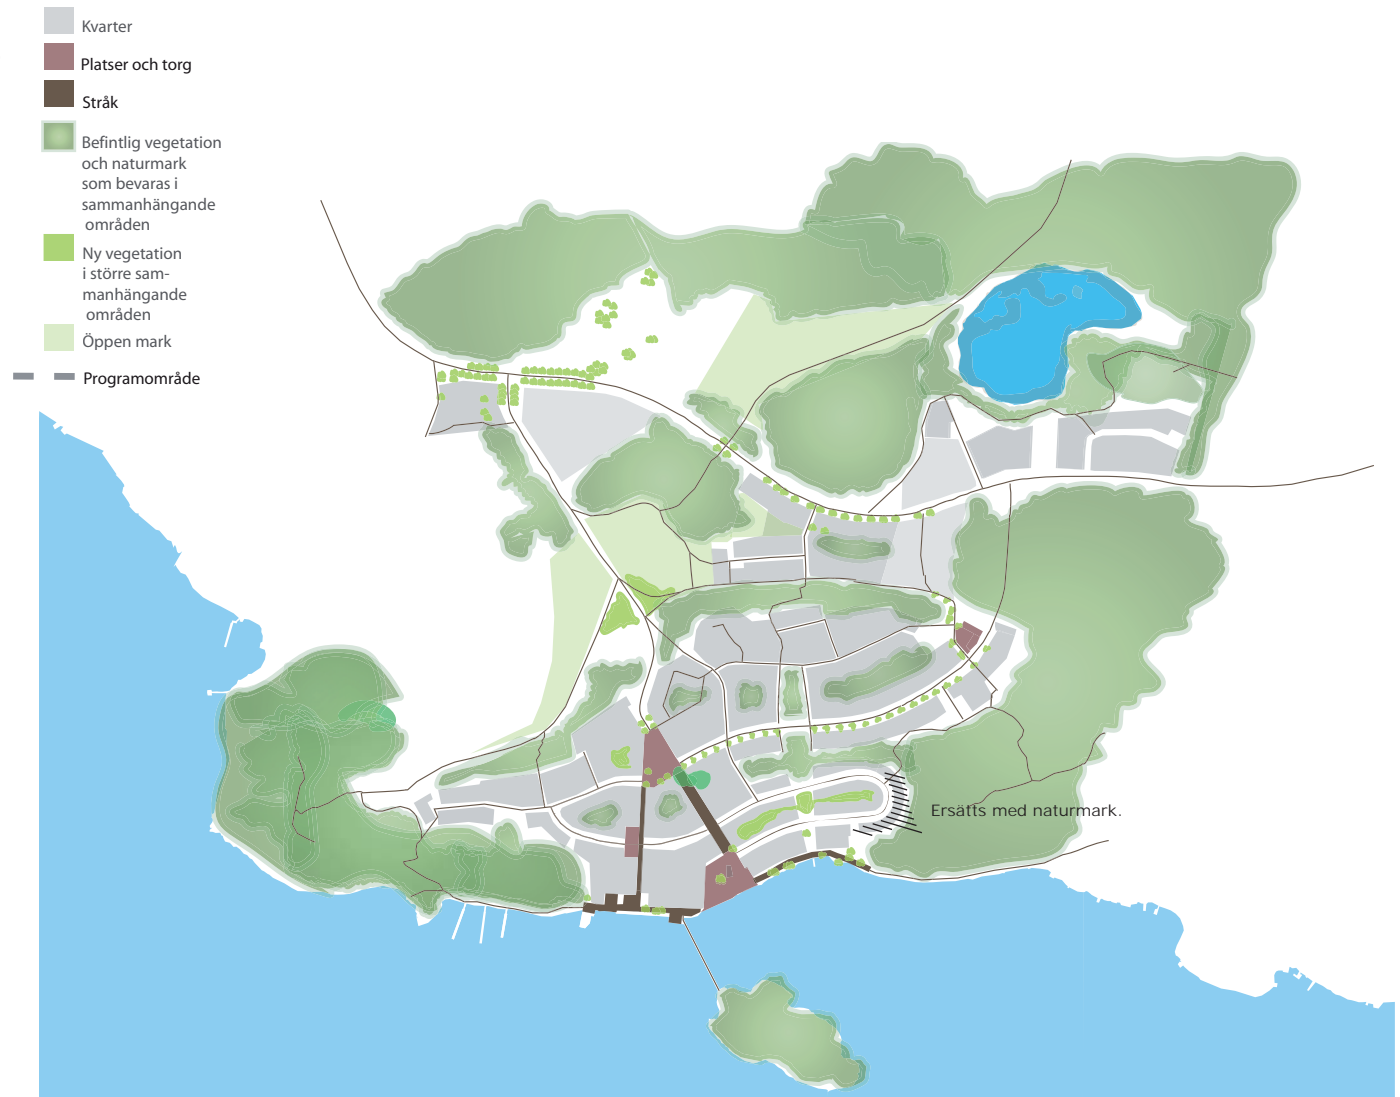 Kvarter
Platser och torg
Stråk
Befintlig vegetation
och naturmark
som bevaras i
sammanhängande
områden
Ny vegetation
i större sam-
manhängande
områden
Öppen mark
Programområde
Ersätts med naturmark.